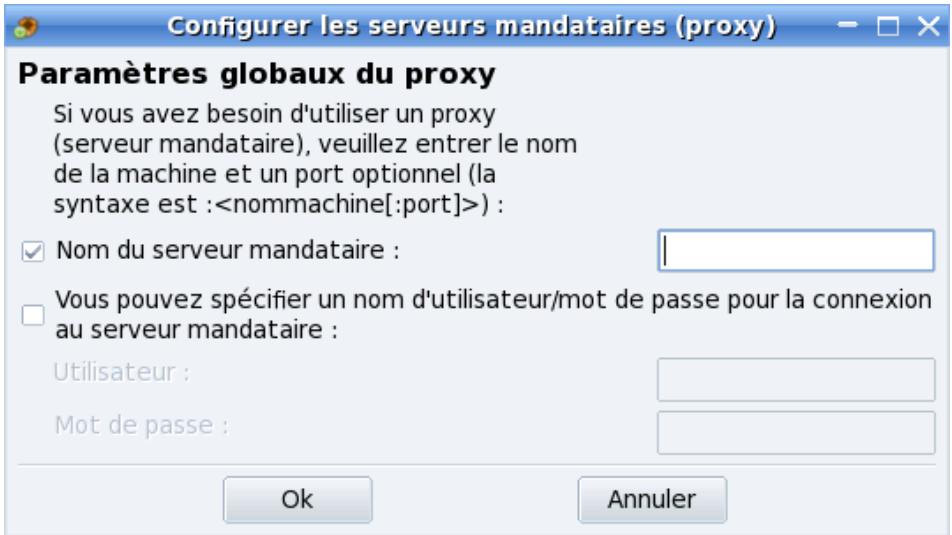 Configurer les serveurs mandataires (proxy)
Paramètres globaux du proxy
Si vous avez besoin d'utiliser un proxy
(serveur mandataire), veuillez entrer le nom
de la machine et un port optionnel (la
syntaxe est :<nommachine[:port]>) :
Nom du serveur mandataire :
Vous pouvez spécifier un nom d'utilisateur/mot de passe pour la connexion
au serveur mandataire :
Utilisateur :
Mot de passe :
Ok
Annuler